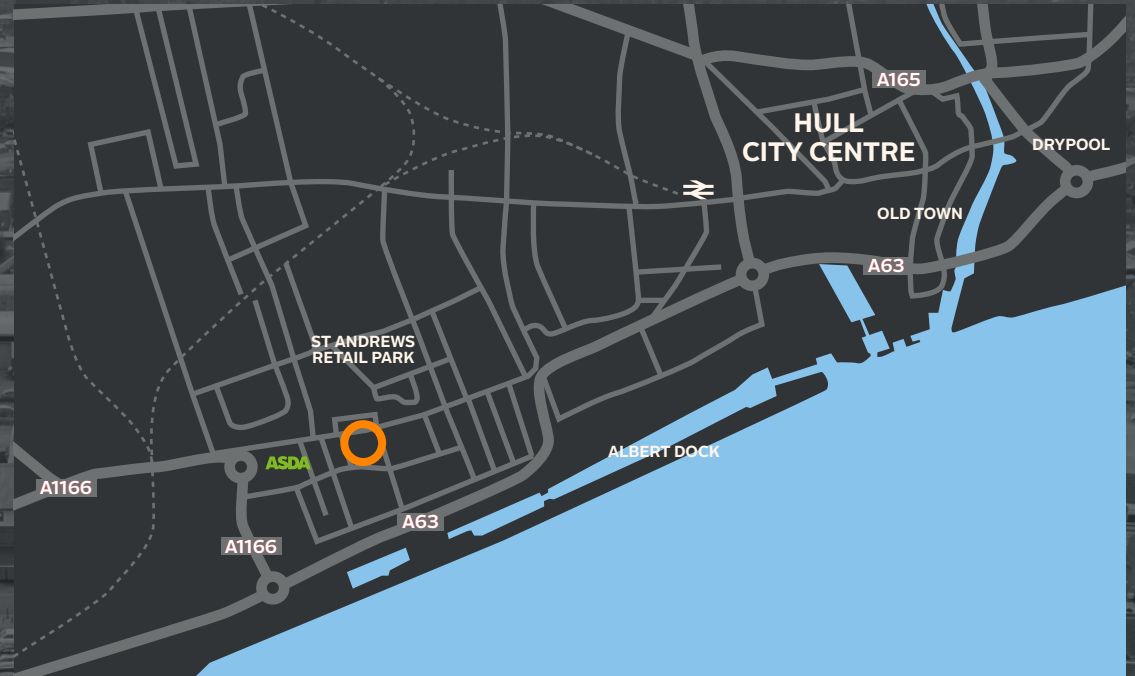 A165
HULL
CITY CENTRE
DRYPOOL
OLD TOWN
A63
ST ANDREWS
RETAIL PARK
ALBERT DOCK
ASDA
A1166
A63
A1166